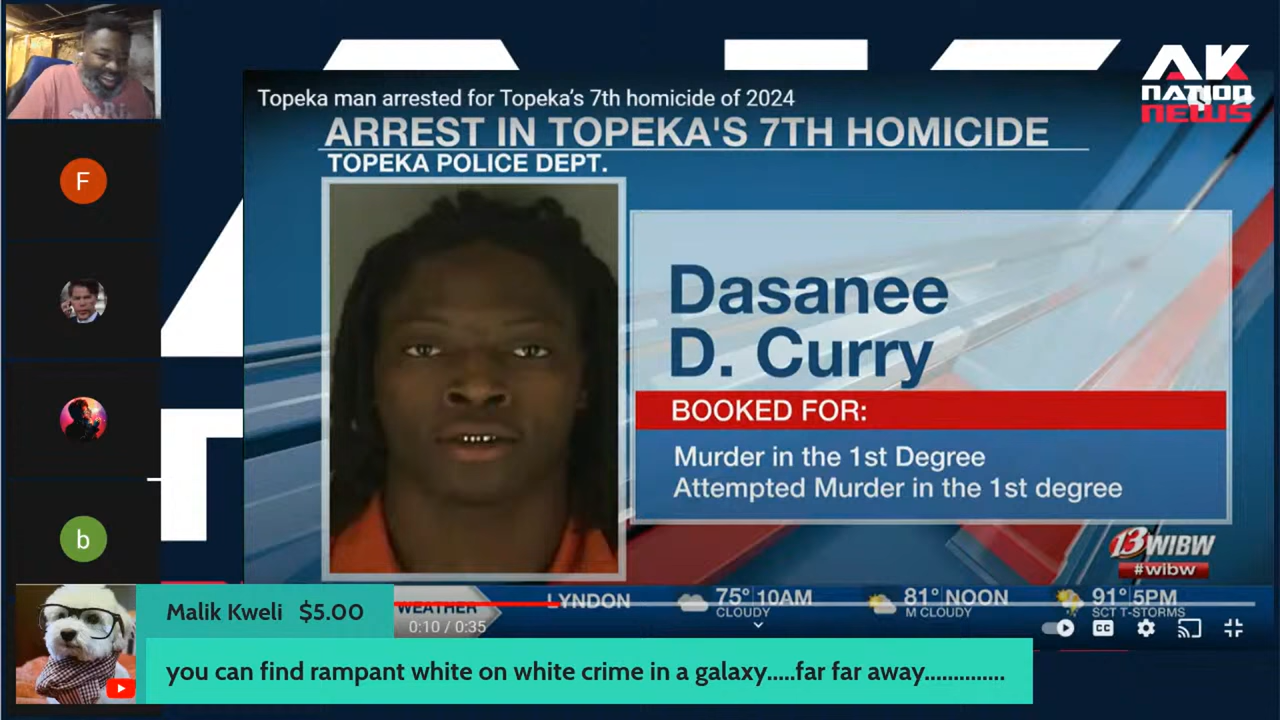 Topeka man arrested for Topeka's 7th homicide of 2024
ARREST IN TOPEKA'S 7TH HOMICIDE
TOPEKA POLICE DEPT.
AK
NATION
NEWS
F
b
Dasanee
D. Curry
BOOKED FOR:
Murder in the 1st Degree
Attempted Murder in the 1st degree
13 WIBW
#wibw
WEATHER
LYNDON
75° 10AM
CLOUDY
81° NOON
M CLOUDY
91° 5PM
SCT T-STORMS
0:10 / 0:35
CC
Malik Kweli $5.00
you can find rampant white on white crime in a galaxy.....far far away..............